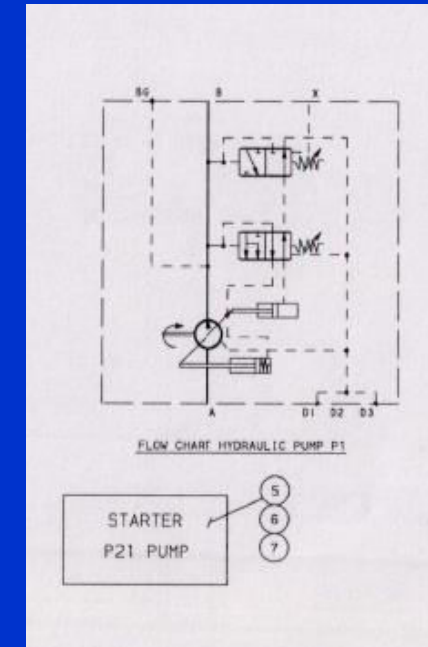 BG B X
A D1 D2 D3
FLOW CHART HYDRAULIC PUMP P1
5
STARTER
6
P21 PUMP
7